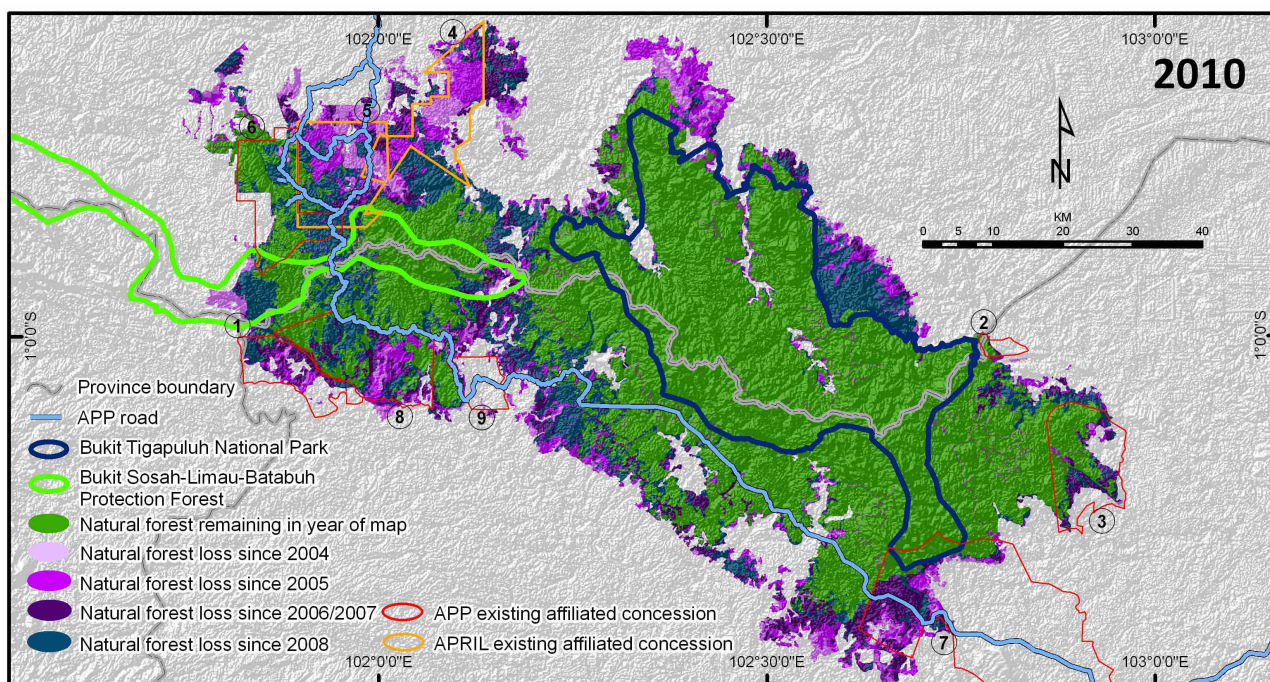 102°0'0"E
102°30'0"E
103°0'0"E
2010
4
5
6
N
KM
0 5 10 20 30 40
1°0'0"S
1°0'0"S
1
2
8
9
3
7
Province boundary
APP road
Bukit Tigapuluh National Park
Bukit Sosah-Limau-Batabuh
Protection Forest
Natural forest remaining in year of map
Natural forest loss since 2004
Natural forest loss since 2005
Natural forest loss since 2006/2007
Natural forest loss since 2008
APP existing affiliated concession
APRIL existing affiliated concession
102°0'0"E
102°30'0"E
103°0'0"E